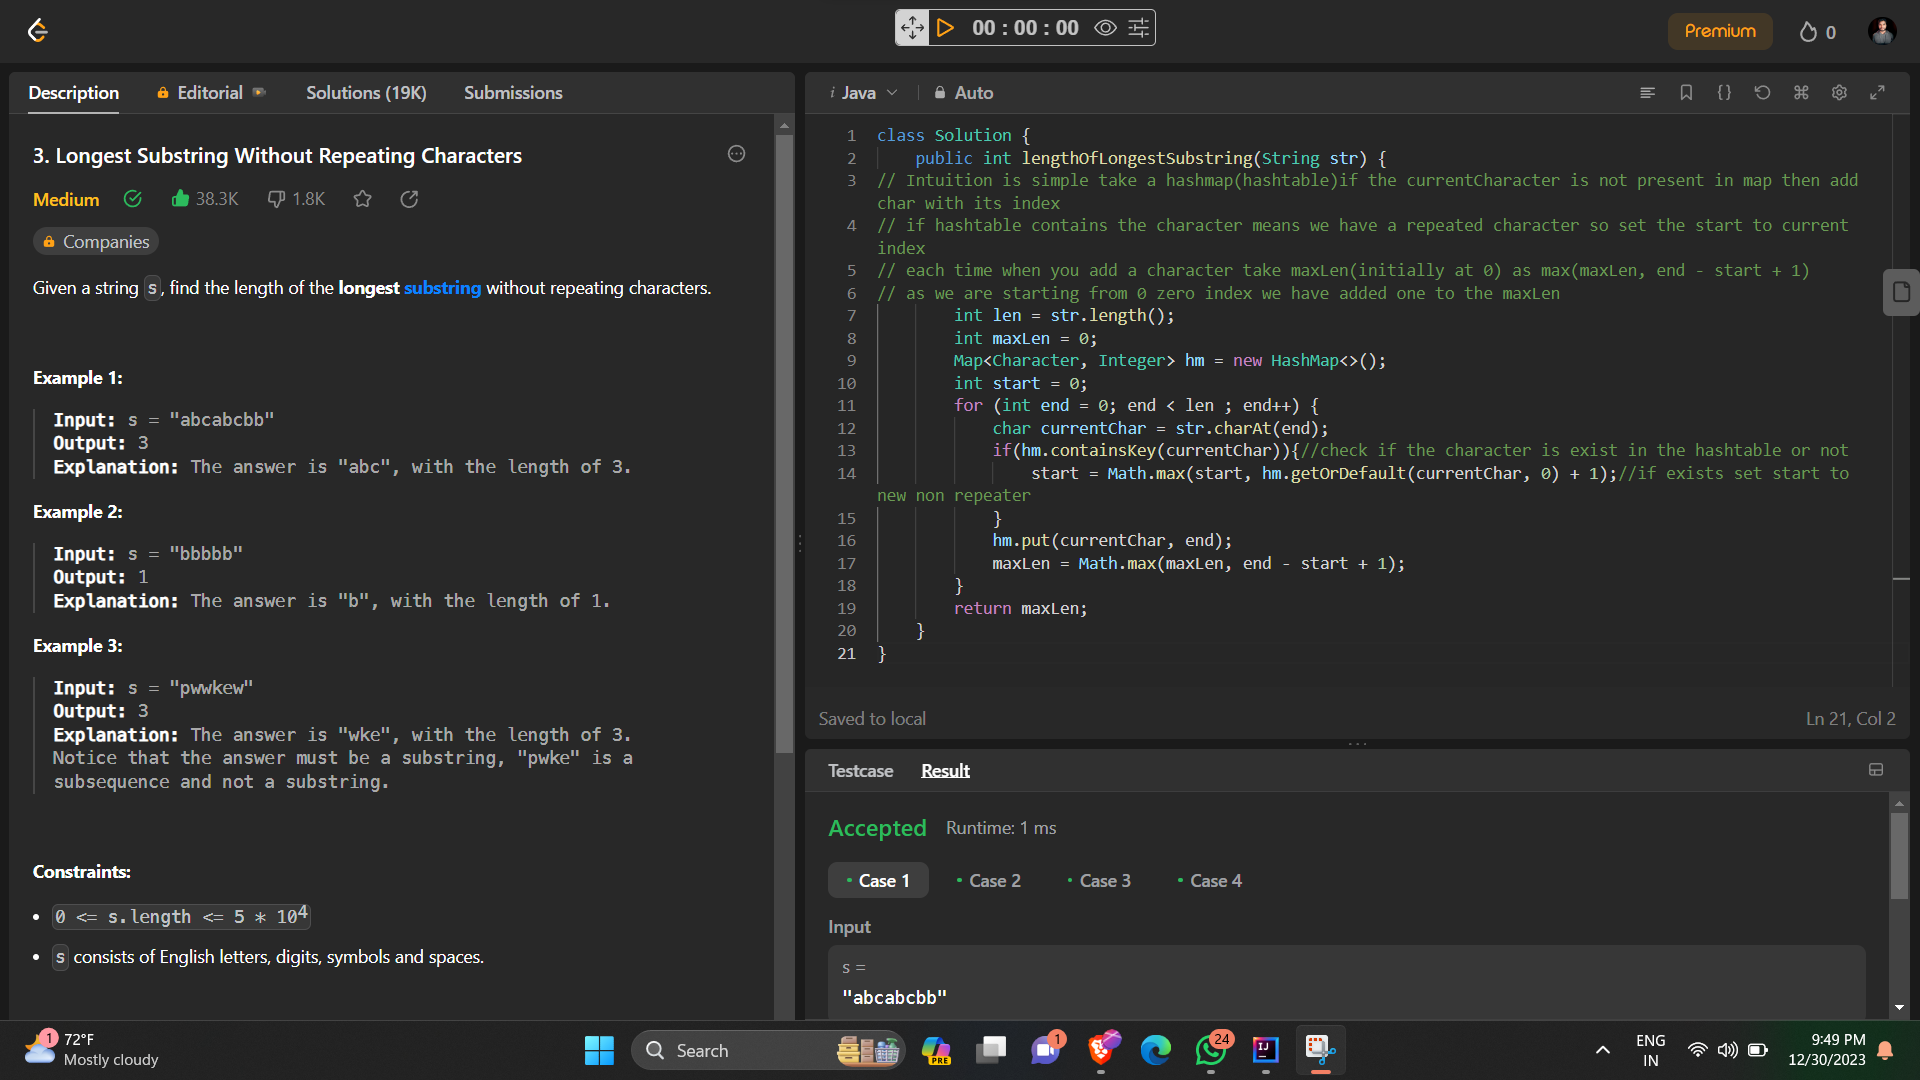 00 : 00 : 00
Premium
0
Description
Editorial
Solutions (19K)
Submissions
3. Longest Substring Without Repeating Characters
Medium
38.3K
1.8K
Companies
Given a string s, find the length of the longest substring without repeating characters.
Example 1:
Input: s = "abcabcbb"
Output: 3
Explanation: The answer is "abc", with the length of 3.
Example 2:
Input: s = "bbbbb"
Output: 1
Explanation: The answer is "b", with the length of 1.
Example 3:
Input: s = "pwwkew"
Output: 3
Explanation: The answer is "wke", with the length of 3.
Notice that the answer must be a substring, "pwke" is a
subsequence and not a substring.
Constraints:
• 0 <= s.length <= 5 * 10⁴
• s consists of English letters, digits, symbols and spaces.
i Java
Auto
{}
1 class Solution {
2 public int lengthOfLongestSubstring(String str) {
3 // Intuition is simple take a hashmap(hashtable)if the currentCharacter is not present in map then add
char with its index
4 // if hashtable contains the character means we have a repeated character so set the start to current
index
5 // each time when you add a character take maxLen(initially at 0) as max(maxLen, end - start + 1)
6 // as we are starting from 0 zero index we have added one to the maxLen
7 int len = str.length();
8 int maxLen = 0;
9 Map<Character, Integer> hm = new HashMap<>();
10 int start = 0;
11 for (int end = 0; end < len ; end++) {
12 char currentChar = str.charAt(end);
13 if(hm.containsKey(currentChar)){//check if the character is exist in the hashtable or not
14 start = Math.max(start, hm.getOrDefault(currentChar, 0) + 1);//if exists set start to
new non repeater
15 }
16 hm.put(currentChar, end);
17 maxLen = Math.max(maxLen, end - start + 1);
18 }
19 return maxLen;
20 }
21 }
Saved to local
Ln 21, Col 2
Testcase
Result
Accepted
Runtime: 1 ms
• Case 1
• Case 2
• Case 3
• Case 4
Input
s =
"abcabcbb"
1
72°F
Mostly cloudy
Search
PRE
1
24
IJ
ENG
IN
9:49 PM
12/30/2023